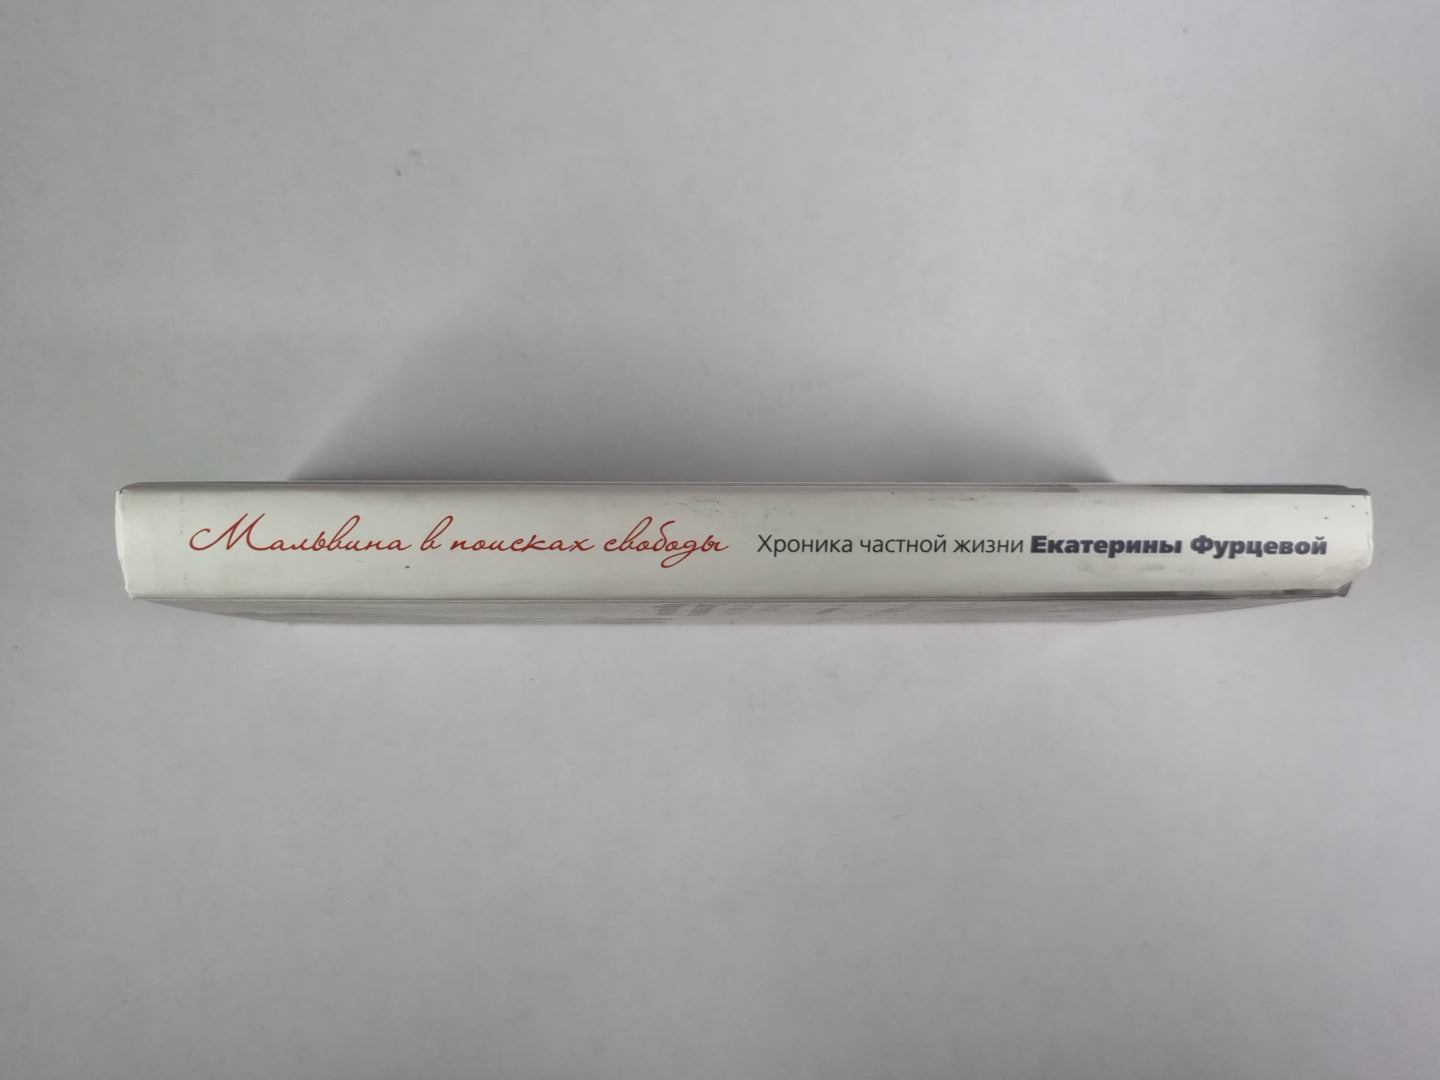 Мальвина в поисках свободы Хроника частной жизни Екатерины Фурцевой